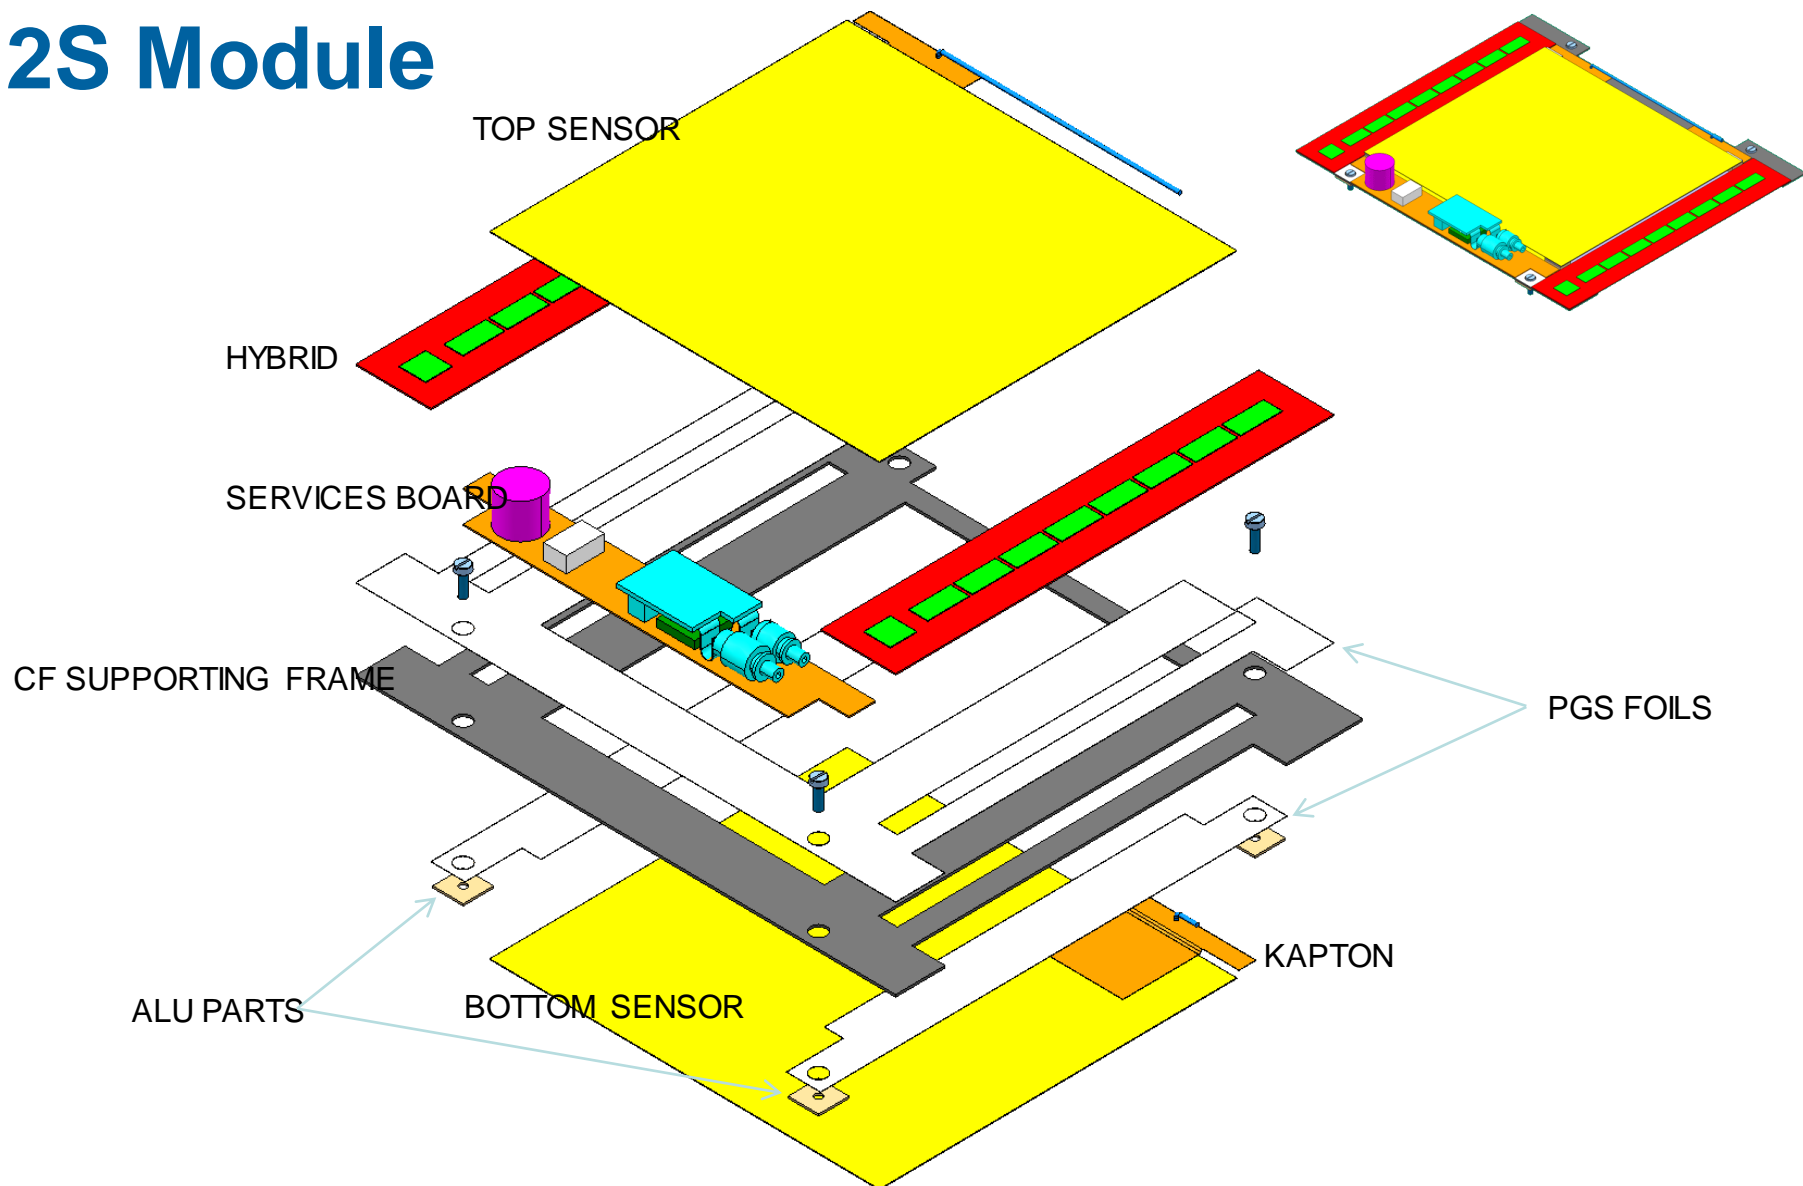 2S Module
TOP SENSOR
HYBRID
SERVICES BOARD
CF SUPPORTING FRAME
PGS FOILS
KAPTON
ALU PARTS
BOTTOM SENSOR